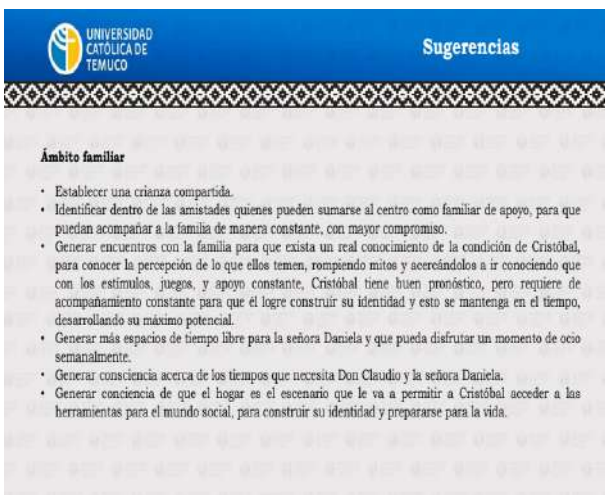 UNIVERSIDAD
CATÓLICA DE
TEMUCO
Sugerencias
Ámbito familiar
• Establecer una crianza compartida.
• Identificar dentro de las amistades quienes pueden sumarse al centro como familiar de apoyo, para que
puedan acompañar a la familia de manera constante, con mayor compromiso.
• Generar encuentros con la familia para que exista un real conocimiento de la condición de Cristóbal,
para conocer la percepción de lo que ellos temen, rompiendo mitos y acercándolos a ir conociendo que
con los estímulos, juegos, y apoyo constante, Cristóbal tiene buen pronóstico, pero requiere de
acompañamiento constante para que él logre construir su identidad y esto se mantenga en el tiempo,
desarrollando su máximo potencial.
• Generar más espacios de tiempo libre para la señora Daniela y que pueda disfrutar un momento de ocio
semanalmente.
• Generar consciencia acerca de los tiempos que necesita Don Claudio y la señora Daniela.
• Generar conciencia de que el hogar es el escenario que le va a permitir a Cristóbal acceder a las
herramientas para el mundo social, para construir su identidad y prepararse para la vida.